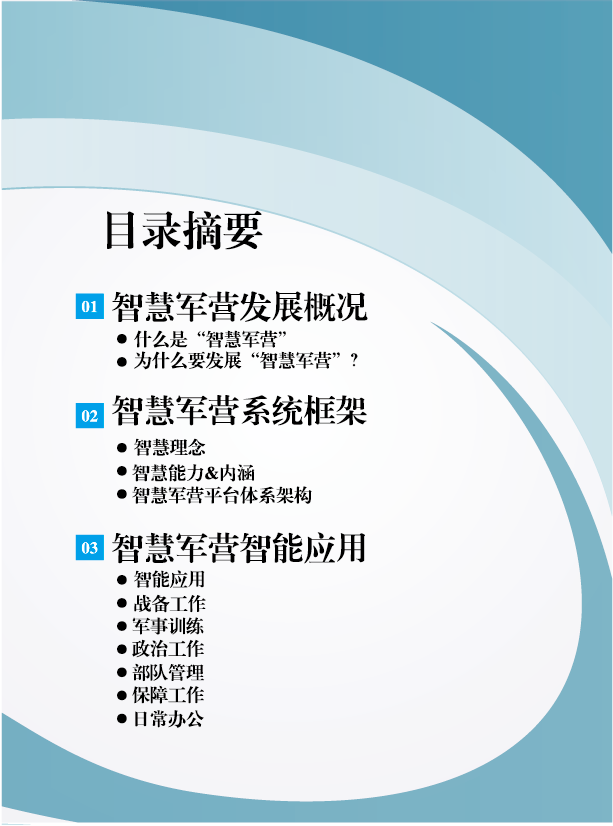 目录摘要
01 智慧军营发展概况
● 什么是“智慧军营”
● 为什么要发展“智慧军营”？
02 智慧军营系统框架
● 智慧理念
● 智慧能力&内涵
● 智慧军营平台体系架构
03 智慧军营智能应用
● 智能应用
● 战备工作
● 军事训练
● 政治工作
● 部队管理
● 保障工作
● 日常办公